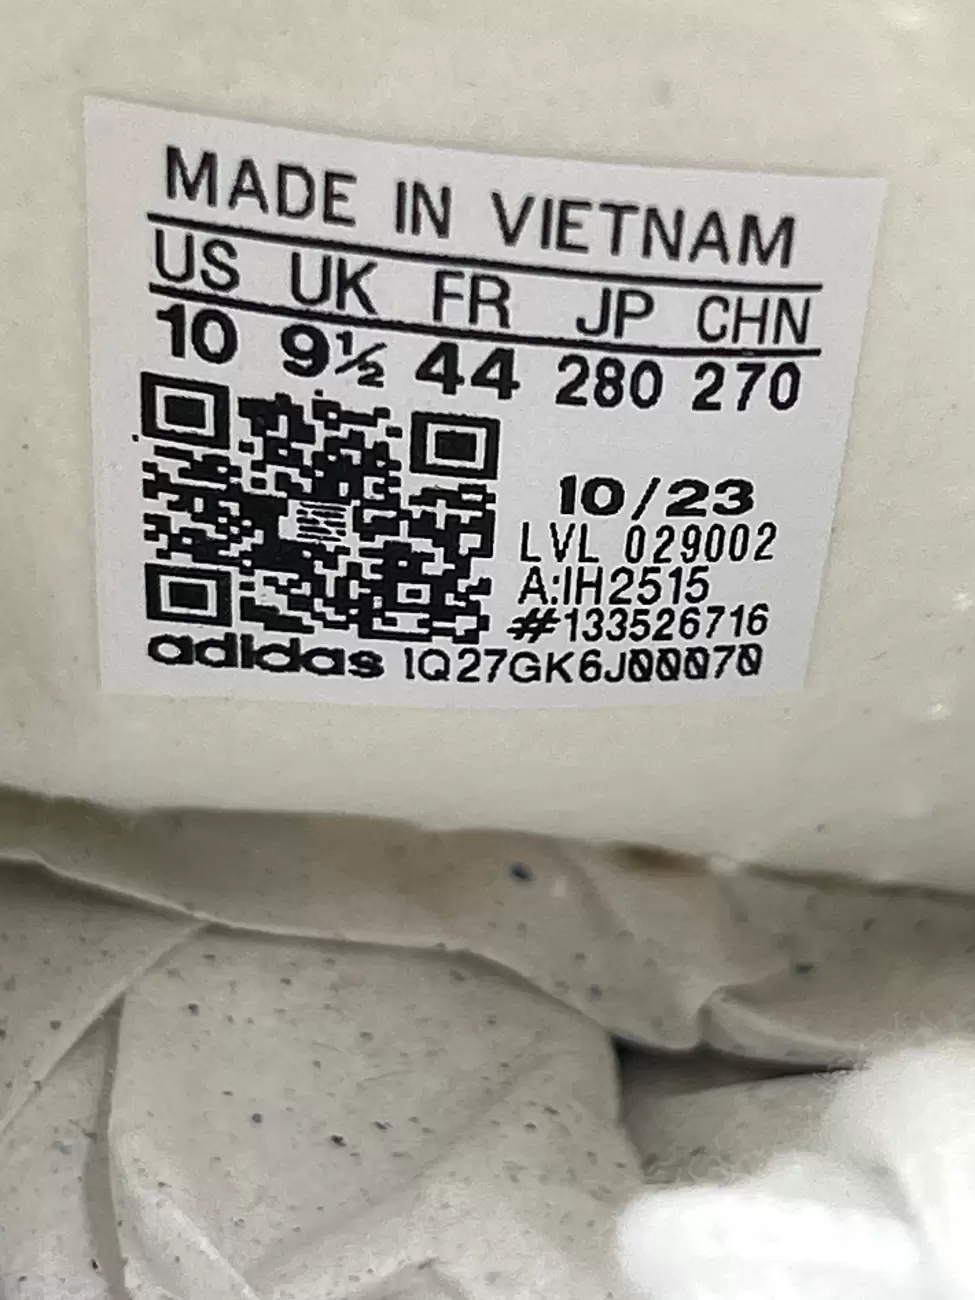 MADE IN VIETNAM
US UK FR JP CHN
10 9½ 44 280 270
10/23
LVL 029002
A:IH2515
#133526716
adidas 1Q27GK6J00070